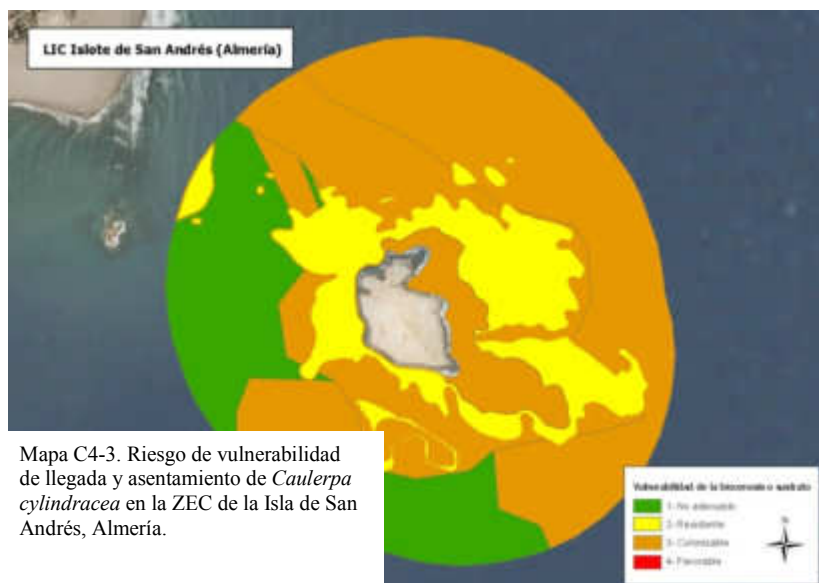 LIC Islote de San Andrés (Almería)
Mapa C4-3. Riesgo de vulnerabilidad
de llegada y asentamiento de Caulerpa
cylindracea en la ZEC de la Isla de San
Andrés, Almería.
Vulnerabilidad de la biocenosis o sustrato
1- No adecuado
2- Resistente
3- Colonizable
4- Favorable
N